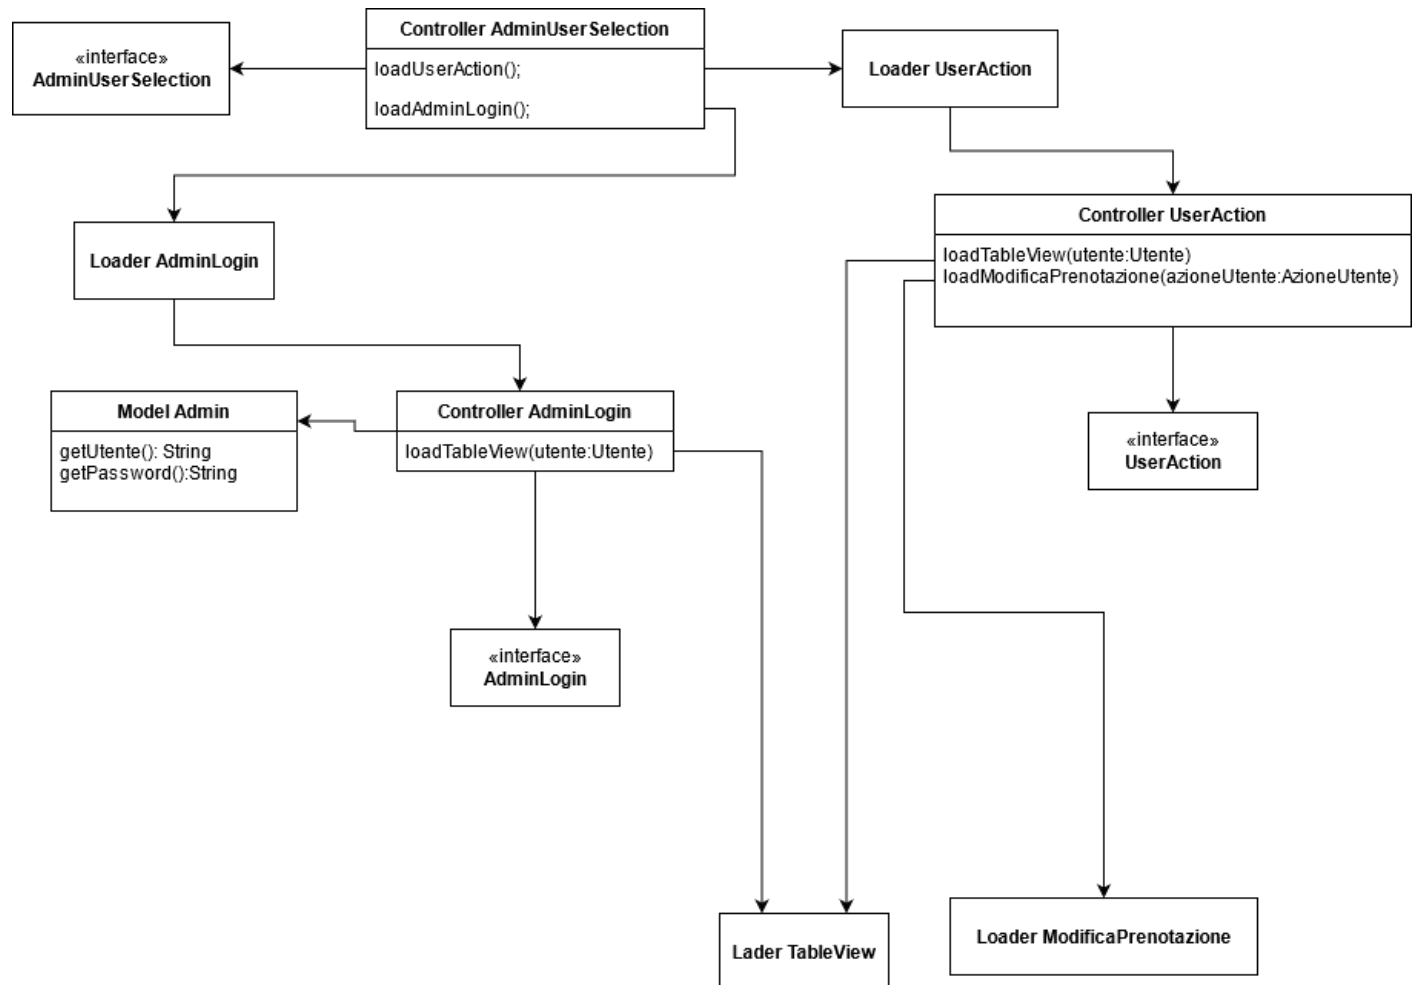 «interface»
AdminUserSelection
Controller AdminUserSelection
loadUserAction();
loadAdminLogin();
Loader UserAction
Loader AdminLogin
Controller UserAction
loadTableView(utente:Utente)
loadModificaPrenotazione(azioneUtente:AzioneUtente)
Model Admin
getUtente(): String
getPassword():String
Controller AdminLogin
loadTableView(utente:Utente)
«interface»
UserAction
«interface»
AdminLogin
Lader TableView
Loader ModificaPrenotazione